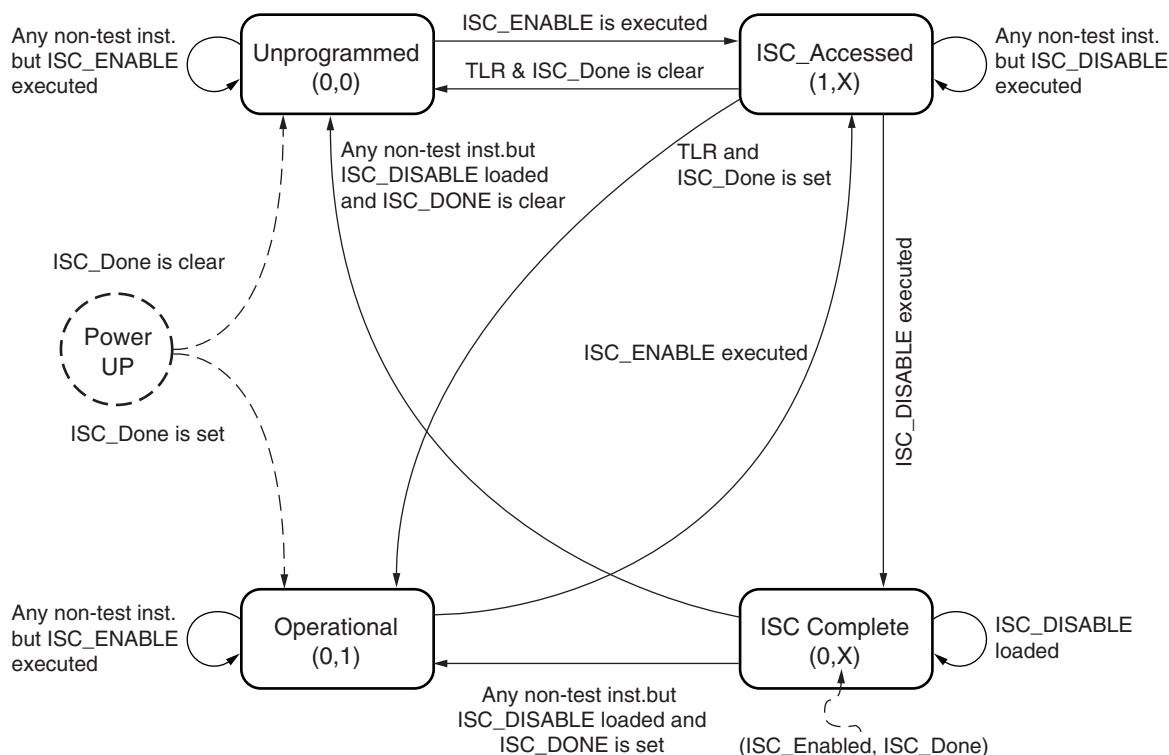 ISC_ENABLE is executed
Any non-test inst.
but ISC_ENABLE
executed
Unprogrammed
(0,0)
TLR & ISC_Done is clear
ISC_Accessed
(1,X)
Any non-test inst.
but ISC_DISABLE
executed
Any non-test inst.but
ISC_DISABLE loaded
and ISC_DONE is clear
TLR and
ISC_Done is set
ISC_Done is clear
Power
UP
ISC_Done is set
ISC_ENABLE executed
ISC_DISABLE executed
Any non-test inst.
but ISC_ENABLE
executed
Operational
(0,1)
ISC Complete
(0,X)
ISC_DISABLE
loaded
Any non-test inst.but
ISC_DISABLE loaded and
ISC_DONE is set
(ISC_Enabled, ISC_Done)